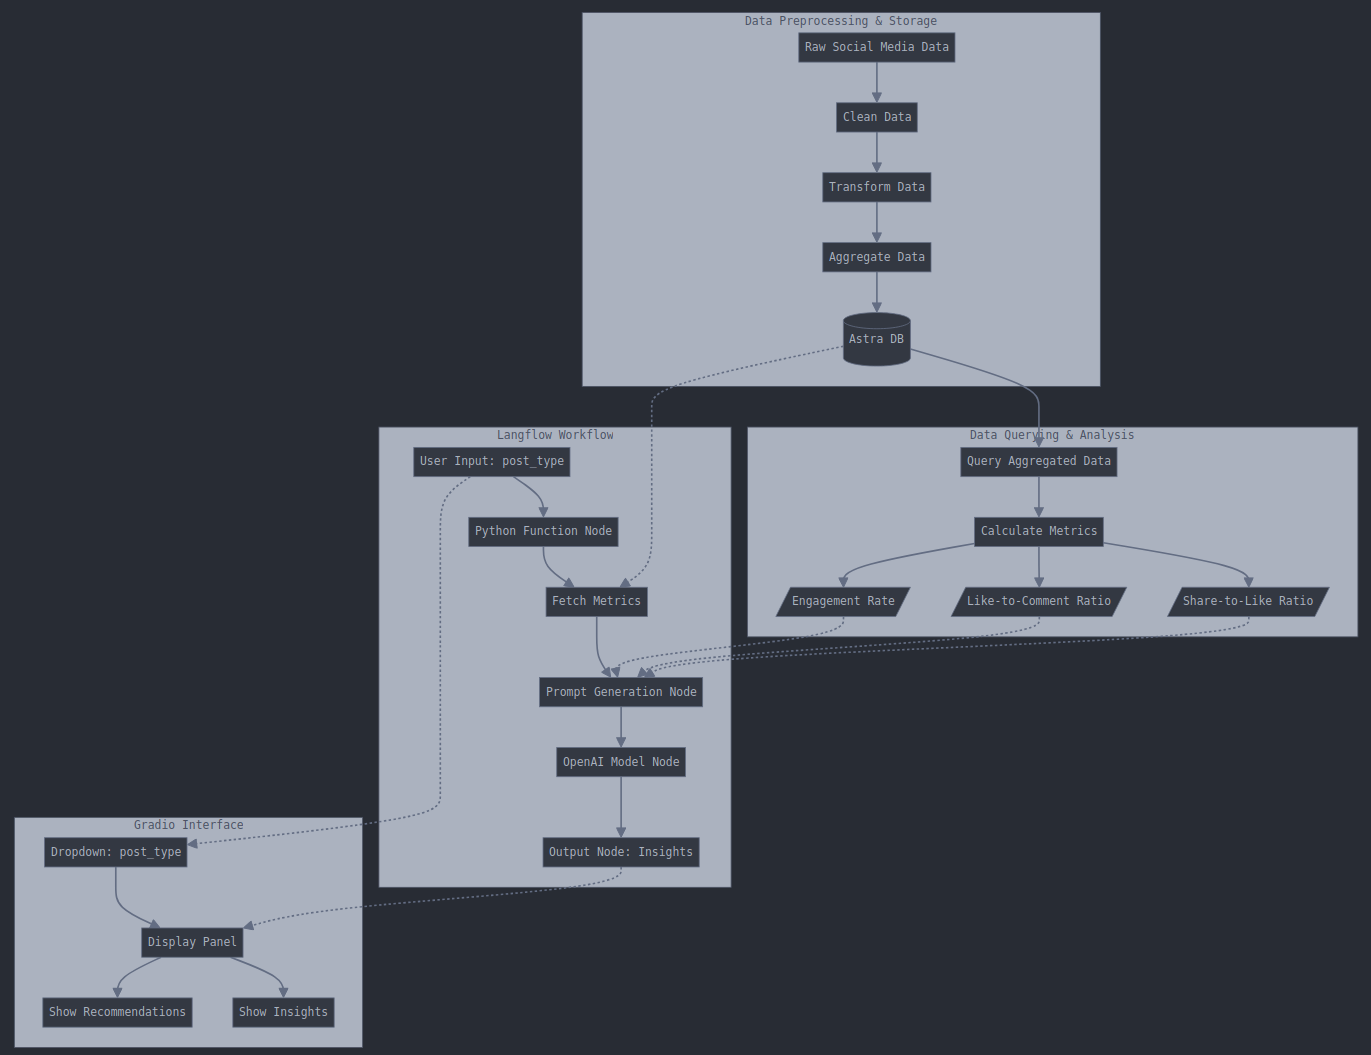 Data Preprocessing & Storage
Raw Social Media Data
Clean Data
Transform Data
Aggregate Data
Astra DB
Langflow Workflow
User Input: post_type
Python Function Node
Fetch Metrics
Prompt Generation Node
OpenAI Model Node
Output Node: Insights
Data Querying & Analysis
Query Aggregated Data
Calculate Metrics
Engagement Rate
Like-to-Comment Ratio
Share-to-Like Ratio
Gradio Interface
Dropdown: post_type
Display Panel
Show Recommendations
Show Insights